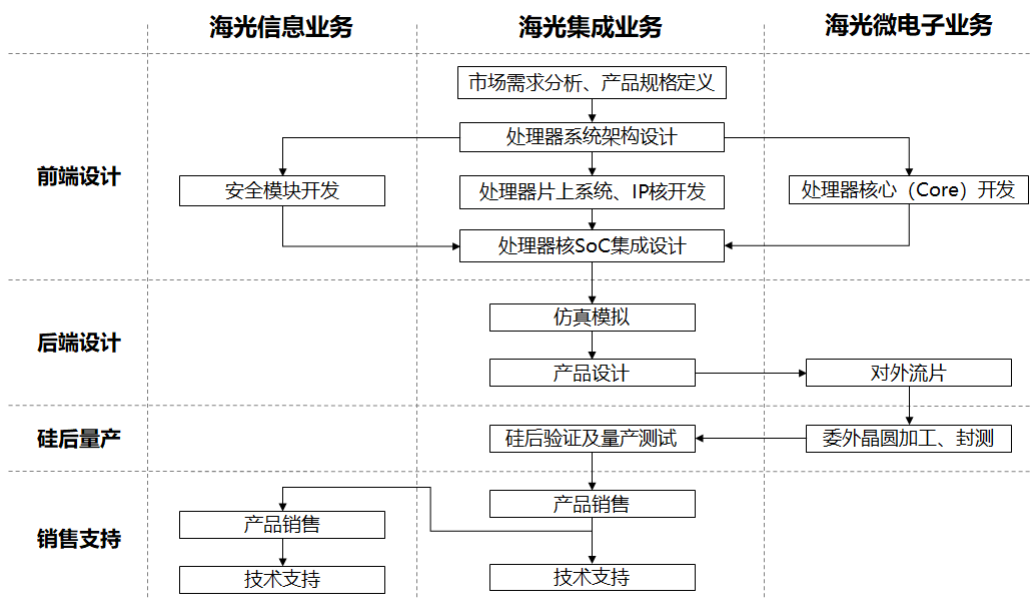 海光信息业务
海光集成业务
海光微电子业务
市场需求分析、产品规格定义
处理器系统架构设计
前端设计
安全模块开发
处理器片上系统、IP核开发
处理器核心（Core）开发
处理器核SoC集成设计
仿真模拟
后端设计
产品设计
对外流片
硅后量产
硅后验证及量产测试
委外晶圆加工、封测
产品销售
产品销售
销售支持
技术支持
技术支持